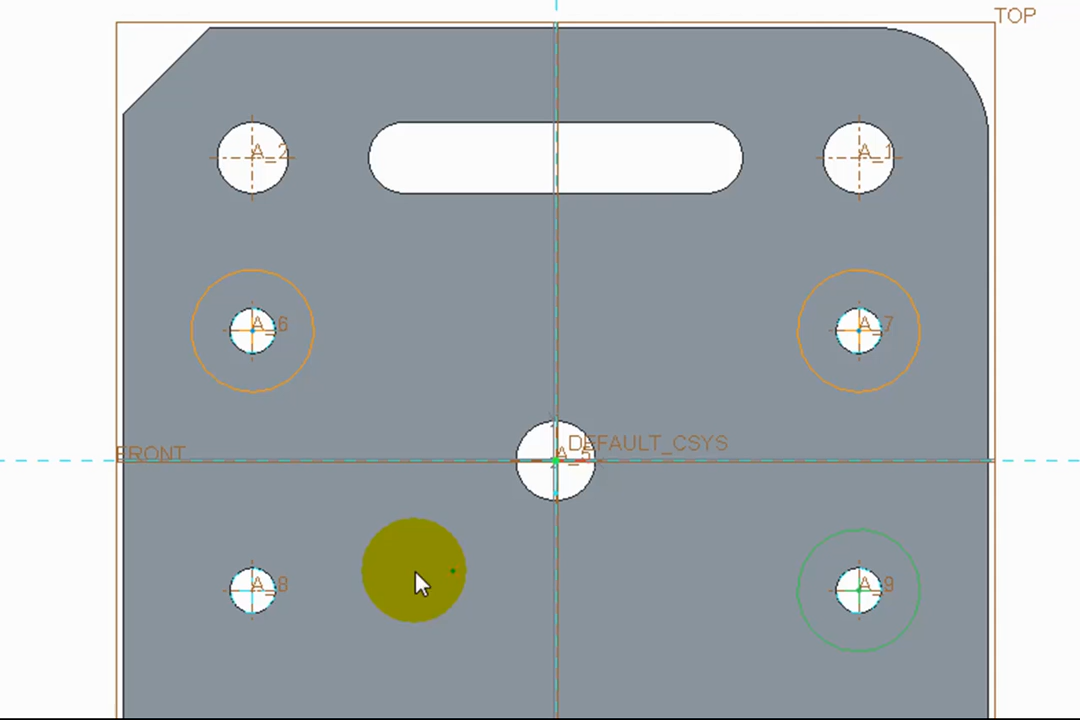 TOP
A_2
A_1
A_6
A_7
FRONT
DEFAULT_CSYS
A_5
A_8
A_9